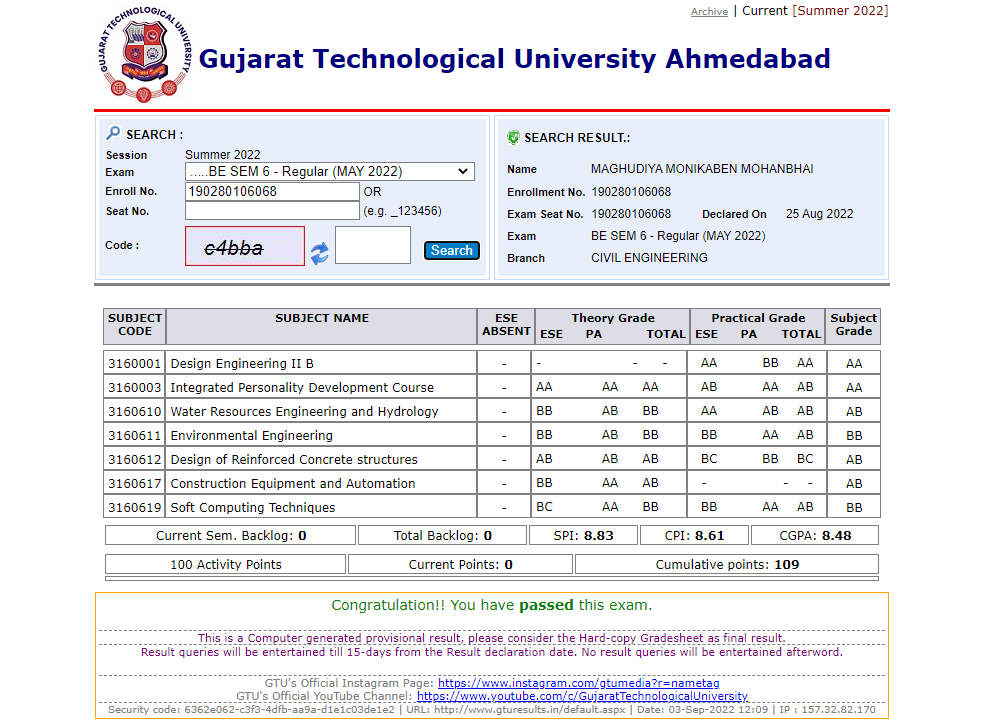 Archive | Current [Summer 2022]
GUJARAT TECHNOLOGICAL UNIVERSITY
Gujarat Technological University Ahmedabad
SEARCH :
Session Summer 2022
Exam .....BE SEM 6 - Regular (MAY 2022)
Enroll No. 190280106068 OR
Seat No. (e.g. _123456)
Code : c4bba Search
SEARCH RESULT.:
Name MAGHUDIYA MONIKABEN MOHANBHAI
Enrollment No. 190280106068
Exam Seat No. 190280106068 Declared On 25 Aug 2022
Exam BE SEM 6 - Regular (MAY 2022)
Branch CIVIL ENGINEERING
SUBJECT CODE SUBJECT NAME ESE ABSENT Theory Grade Practical Grade Subject Grade
ESE PA TOTAL ESE PA TOTAL
3160001 Design Engineering II B - - - - AA BB AA AA
3160003 Integrated Personality Development Course - AA AA AA AB AA AB AA
3160610 Water Resources Engineering and Hydrology - BB AB BB AA AB AB AB
3160611 Environmental Engineering - BB AB BB BB AA AB BB
3160612 Design of Reinforced Concrete structures - AB AB AB BC BB BC AB
3160617 Construction Equipment and Automation - BB AA AB - - - AB
3160619 Soft Computing Techniques - BC AA BB BB AA AB BB
Current Sem. Backlog: 0 Total Backlog: 0 SPI: 8.83 CPI: 8.61 CGPA: 8.48
100 Activity Points Current Points: 0 Cumulative points: 109
Congratulation!! You have passed this exam.
This is a Computer generated provisional result, please consider the Hard-copy Gradesheet as final result.
Result queries will be entertained till 15-days from the Result declaration date. No result queries will be entertained afterword.
GTU's Official Instagram Page: https://www.instagram.com/gtumedia?r=nametag
GTU's Official YouTube Channel: https://www.youtube.com/c/GujaratTechnologicalUniversity
Security code: 6362e062-c3f3-4dfb-aa9a-d1e1c03de1e2 | URL: http://www.gturesults.in/default.aspx | Date: 03-Sep-2022 12:09 | IP : 157.32.82.170